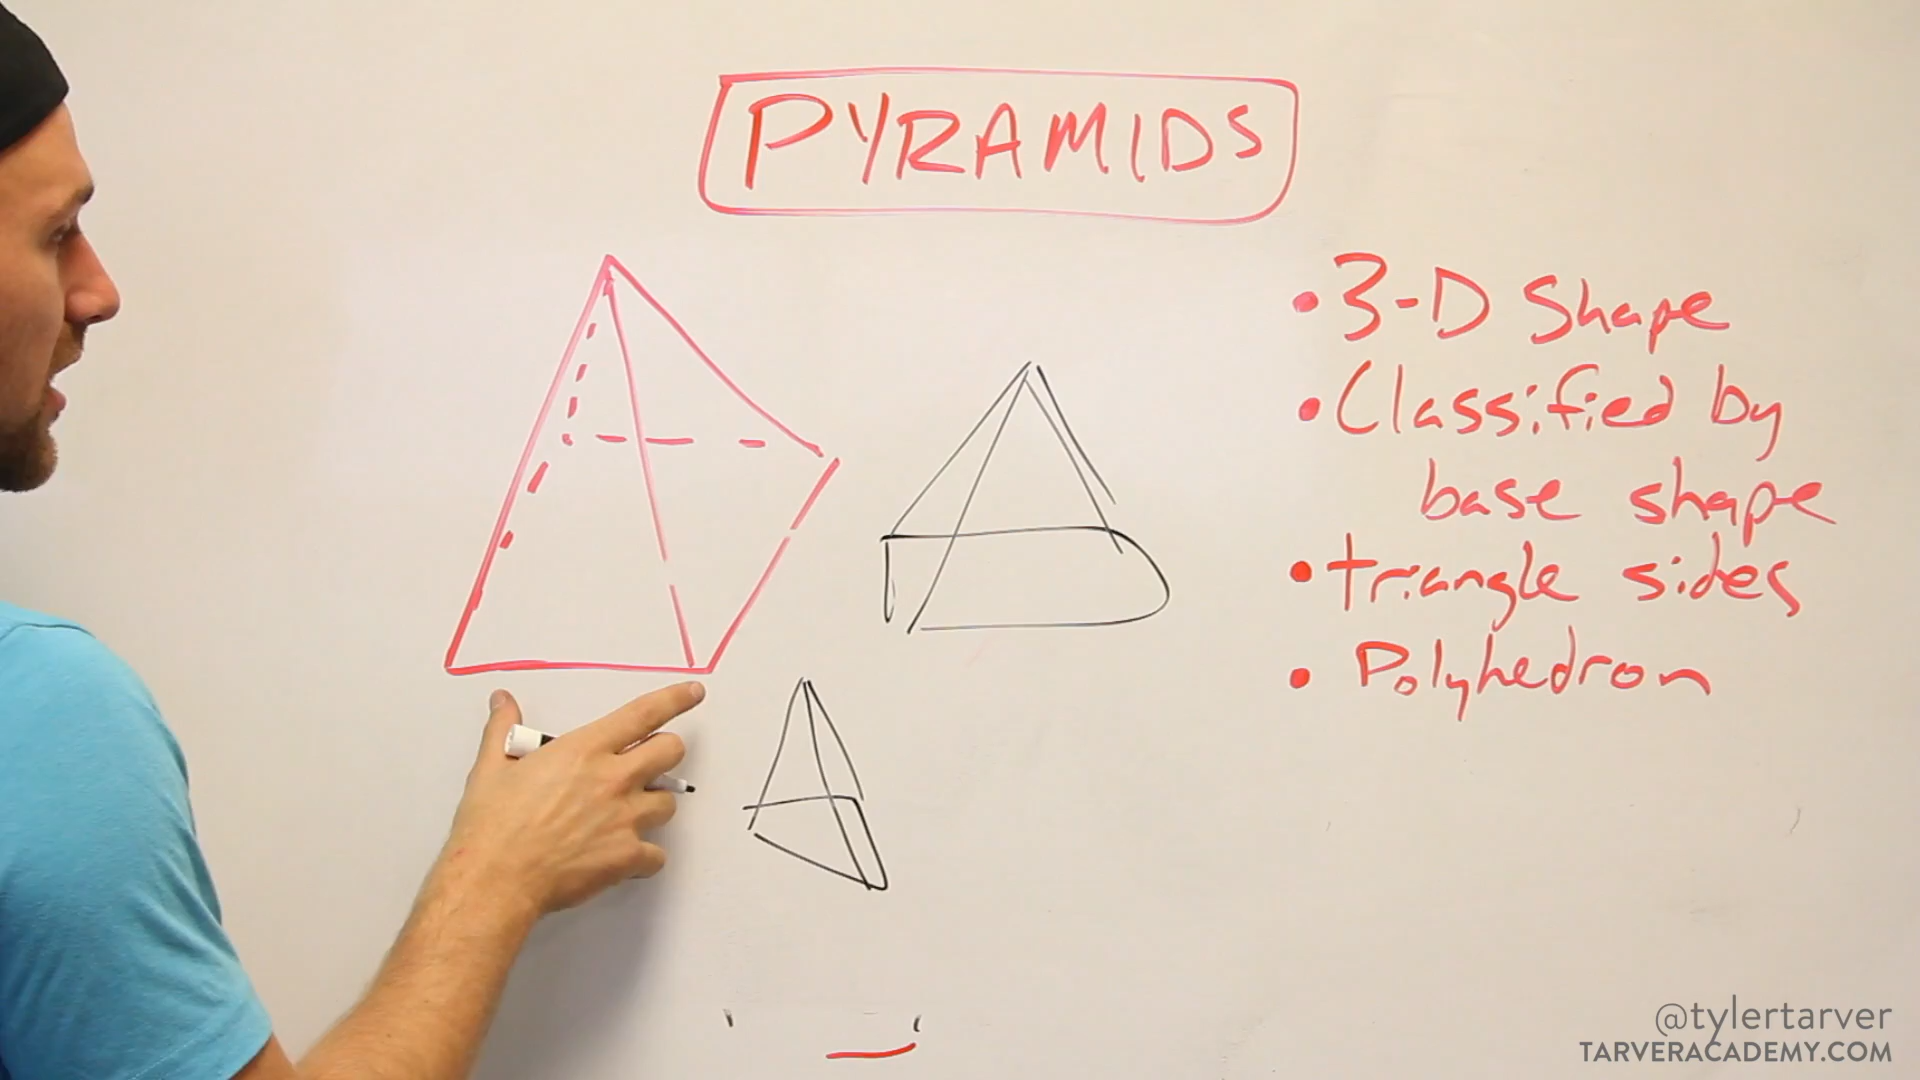 PYRAMIDS
• 3-D Shape
• Classified by
base shape
• triangle sides
• Polyhedron
@tylertarver
TARVERACADEMY.COM